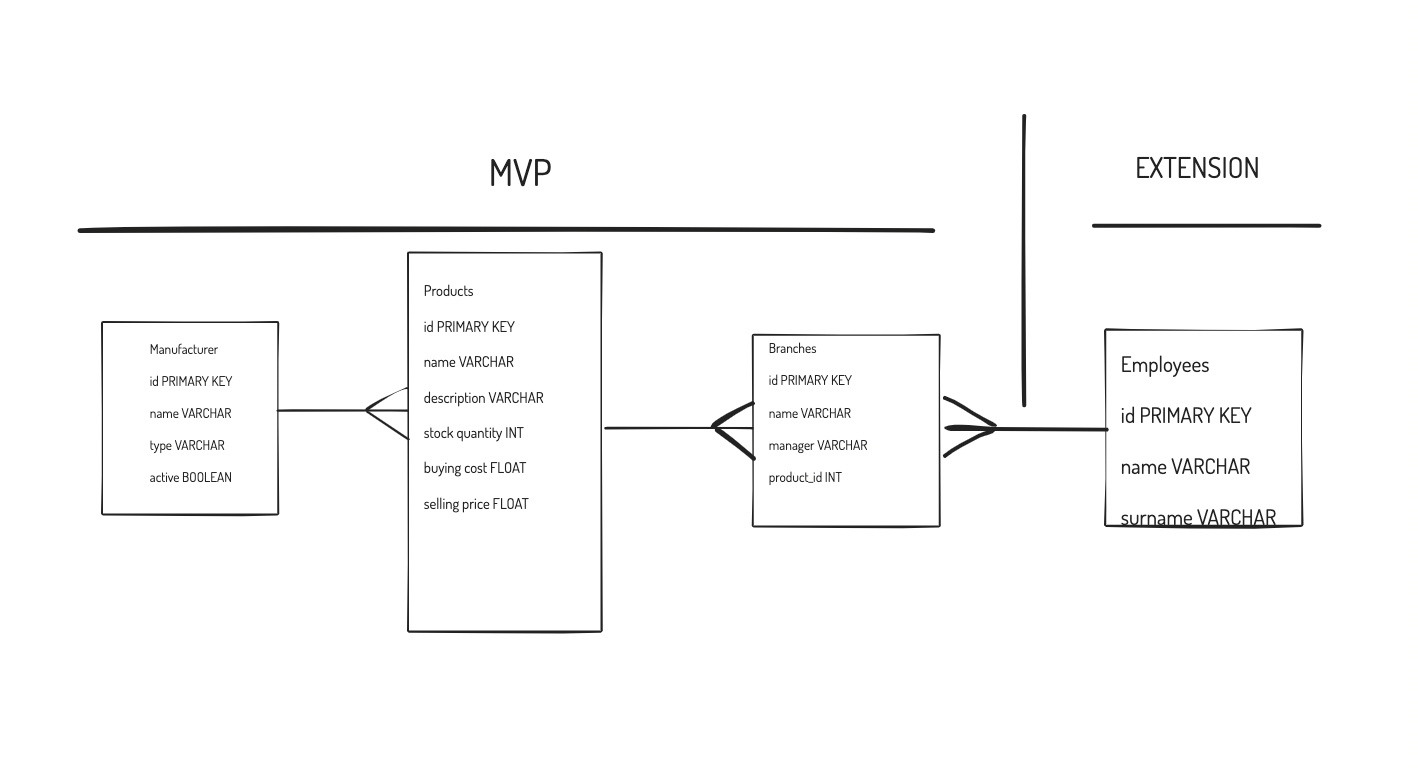 MVP
EXTENSION
Manufacturer
id PRIMARY KEY
name VARCHAR
type VARCHAR
active BOOLEAN
Products
id PRIMARY KEY
name VARCHAR
description VARCHAR
stock quantity INT
buying cost FLOAT
selling price FLOAT
Branches
id PRIMARY KEY
name VARCHAR
manager VARCHAR
product_id INT
Employees
id PRIMARY KEY
name VARCHAR
surname VARCHAR